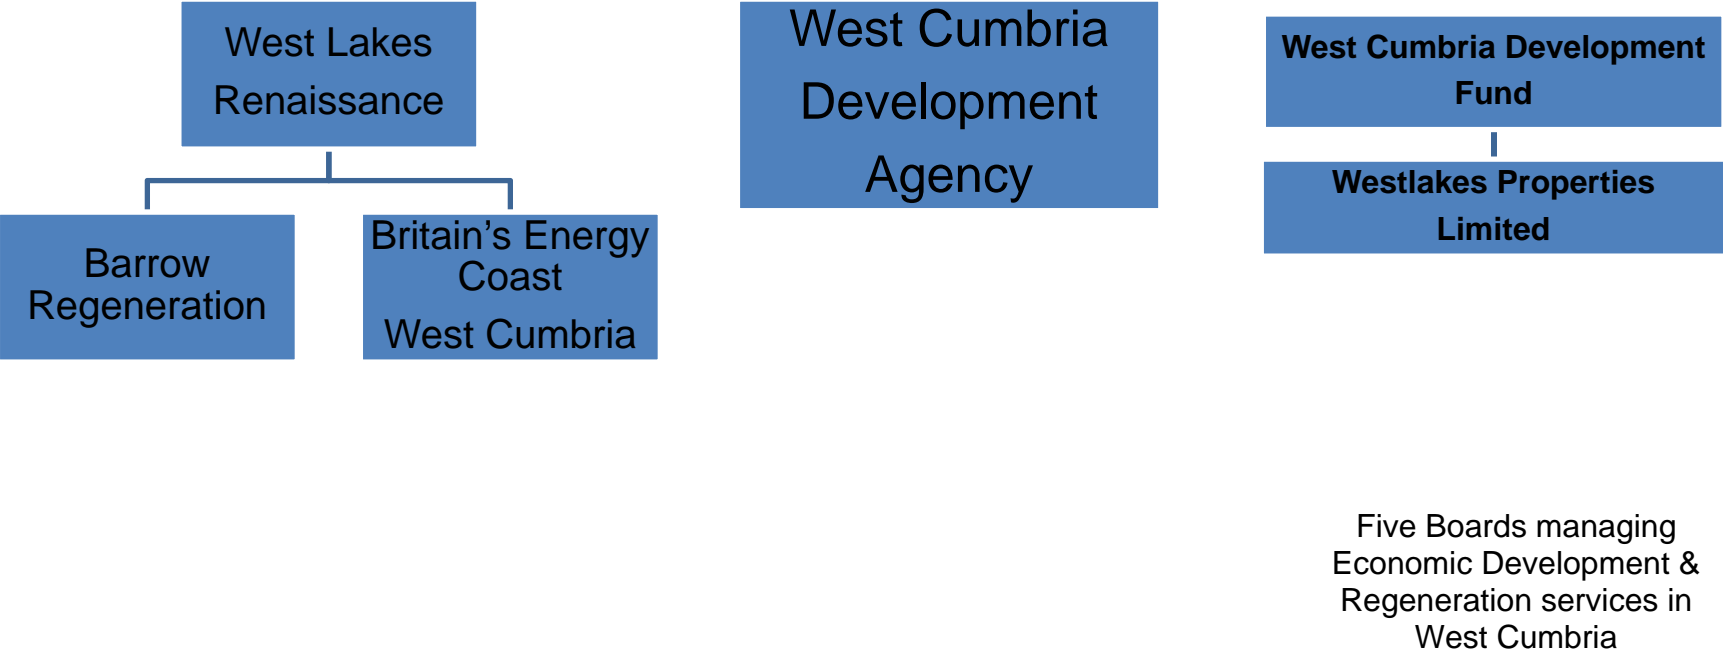 West Lakes
Renaissance
Barrow
Regeneration
Britain’s Energy
Coast
West Cumbria
West Cumbria
Development
Agency
West Cumbria Development
Fund
Westlakes Properties
Limited
Five Boards managing
Economic Development &
Regeneration services in
West Cumbria